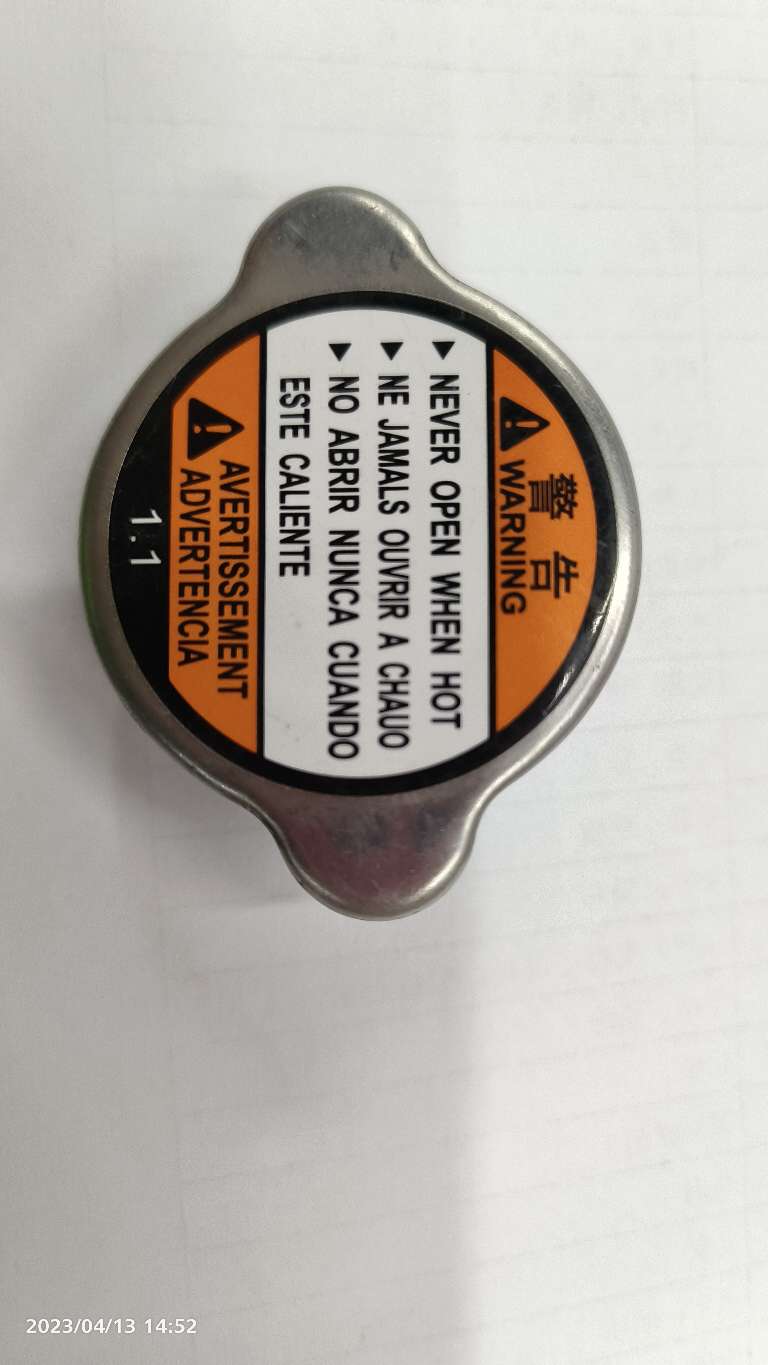 警告
WARNING
▶ NEVER OPEN WHEN HOT
▶ NE JAMALS OUVRIR A CHAUO
▶ NO ABRIR NUNCA CUANDO
ESTE CALIENTE
AVERTISSEMENT
ADVERTENCIA
1.1
2023/04/13 14:52